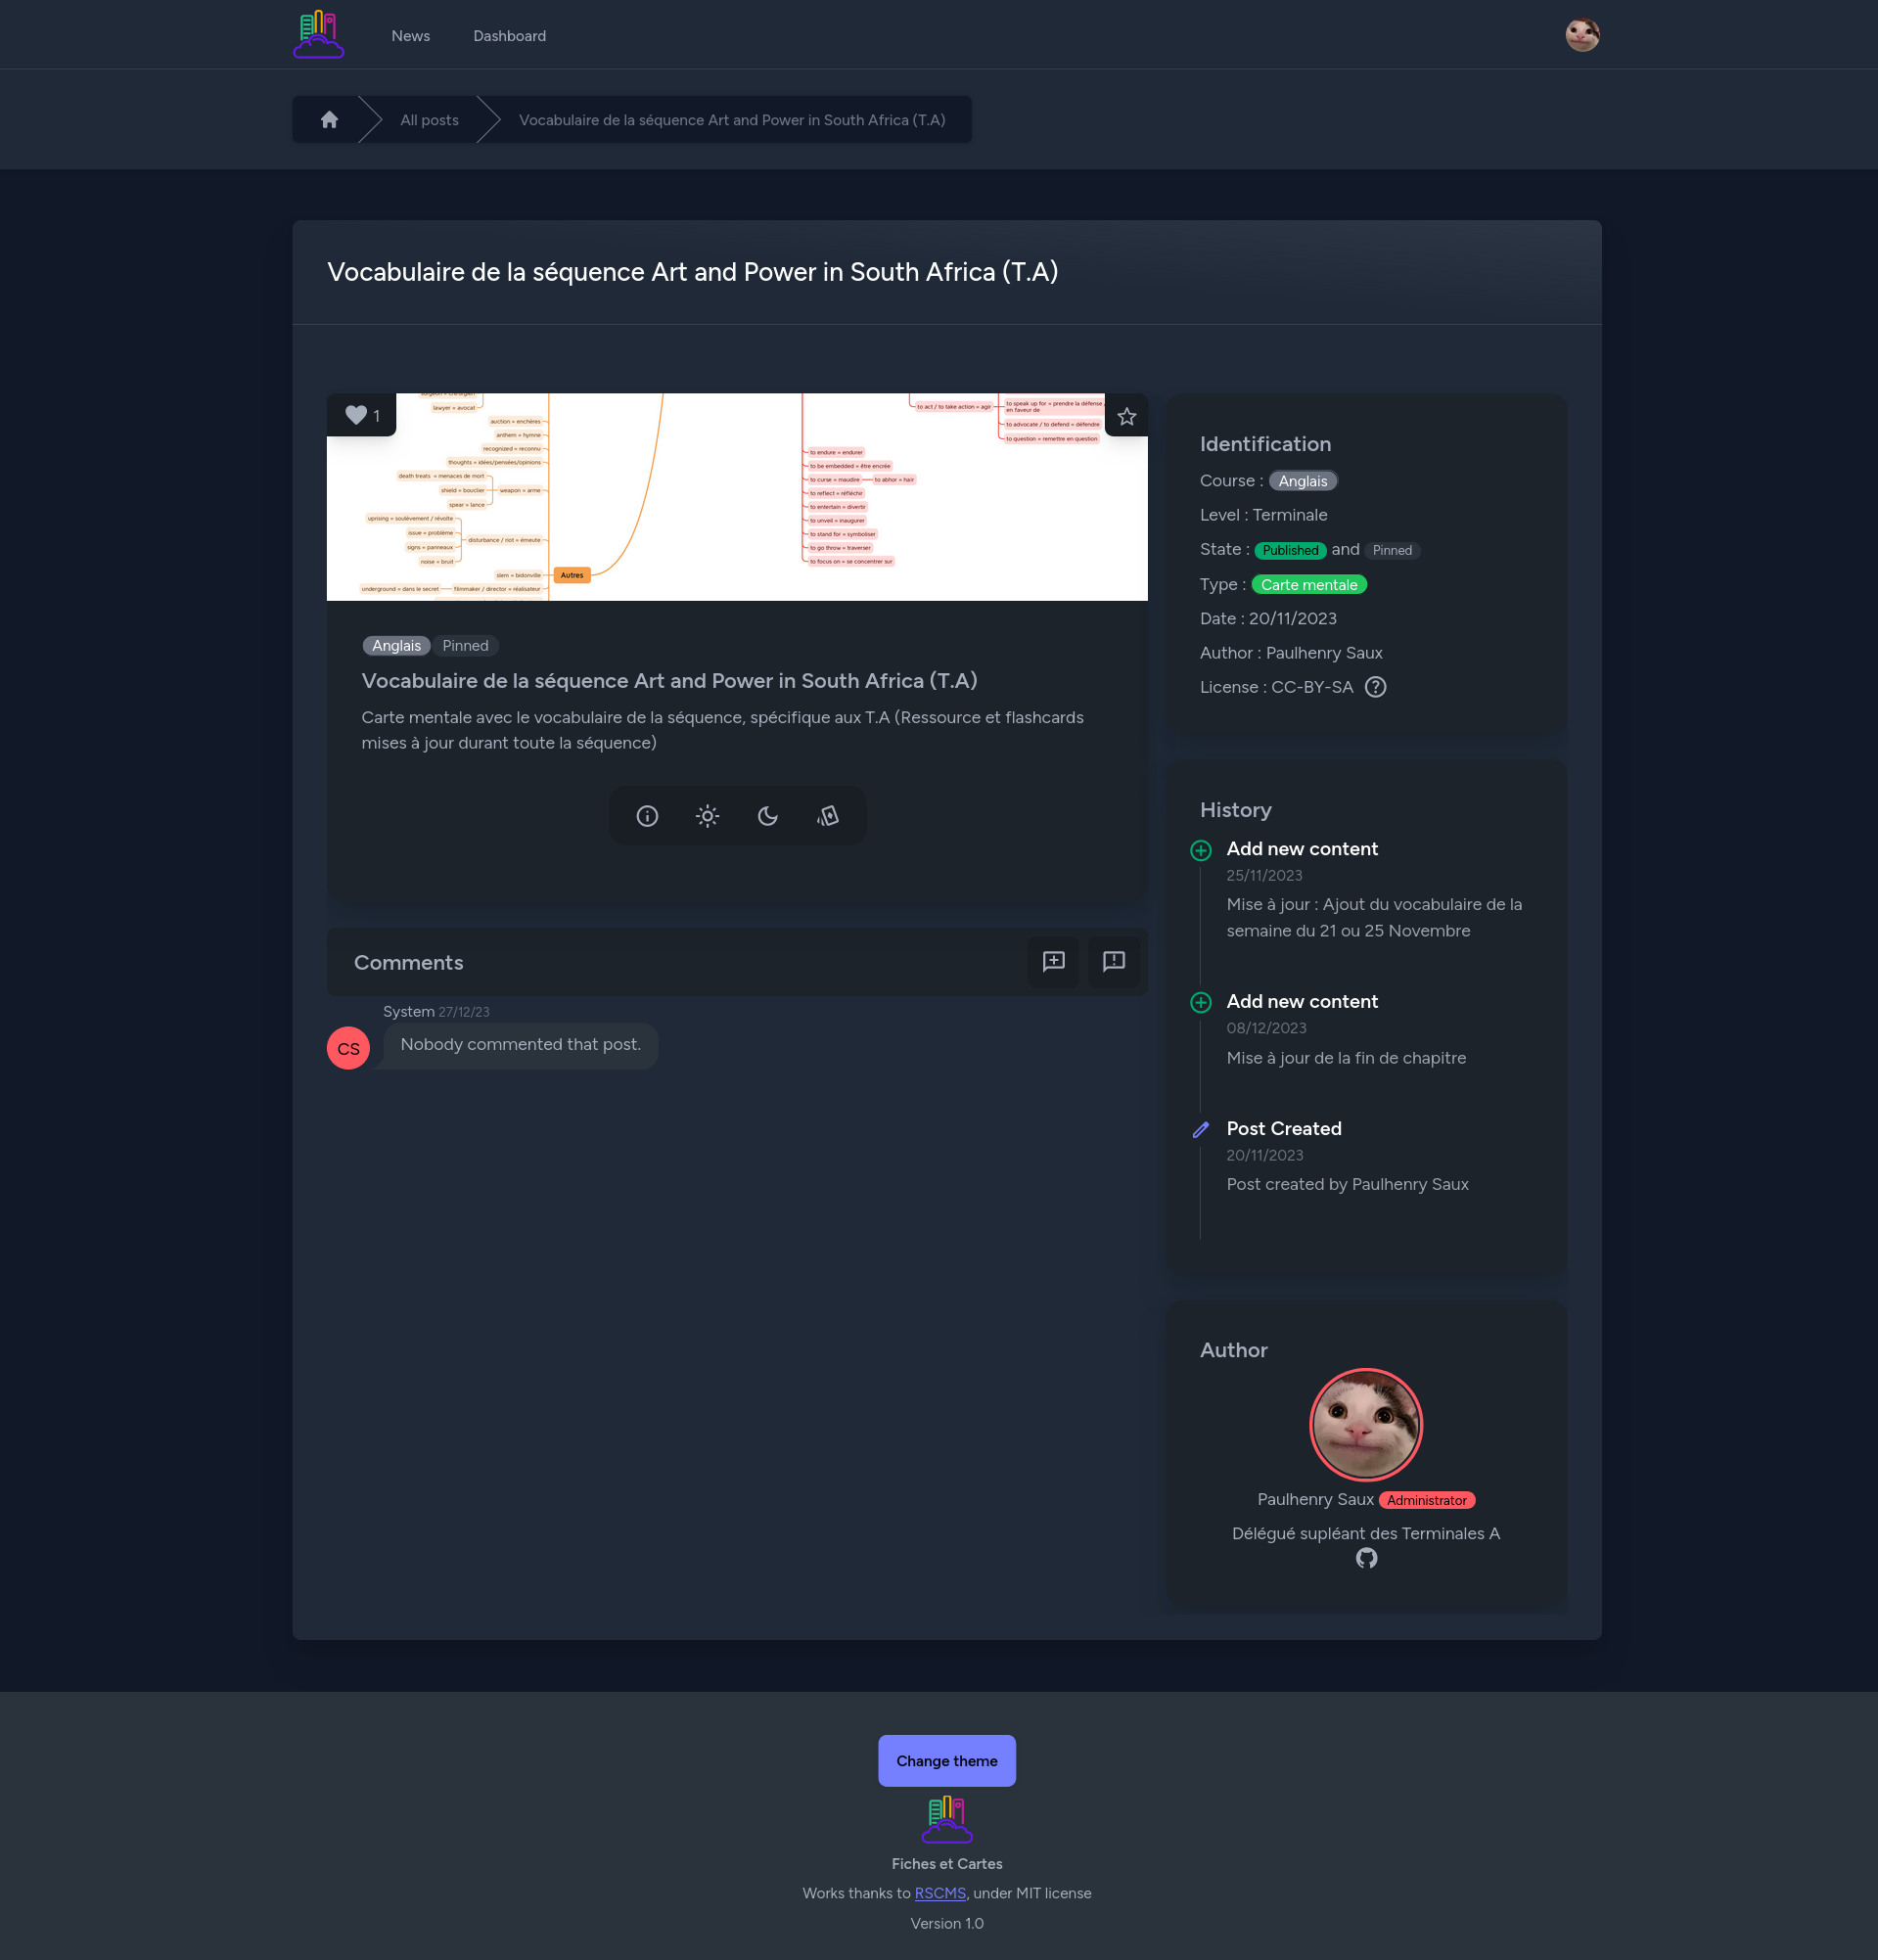 News
Dashboard
All posts
Vocabulaire de la séquence Art and Power in South Africa (T.A)
Vocabulaire de la séquence Art and Power in South Africa (T.A)
1
lawyer = avocat
auction = enchères
anthem = hymne
recognized = reconnu
thoughts = idées/pensées/opinions
death treats = menaces de mort
shield = bouclier
weapon = arme
spear = lance
uprising = soulèvement / révolte
issue = problème
disturbance / riot = émeute
signs = panneaux
noise = bruit
slem = bidonville
Autres
underground = dans le secret
filmmaker / director = réalisateur
to act / to take action = agir
to speak up for = prendre la défense
en faveur de
to advocate / to defend = défendre
to question = remettre en question
to endure = endurer
to be embedded = être encrée
to curse = maudire
to abhor = haïr
to reflect = réfléchir
to entertain = divertir
to unveil = inaugurer
to stand for = symboliser
to go throw = traverser
to focus on = se concentrer sur
Anglais
Pinned
Vocabulaire de la séquence Art and Power in South Africa (T.A)
Carte mentale avec le vocabulaire de la séquence, spécifique aux T.A (Ressource et flashcards
mises à jour durant toute la séquence)
Comments
System 27/12/23
CS
Nobody commented that post.
Identification
Course : Anglais
Level : Terminale
State : Published and Pinned
Type : Carte mentale
Date : 20/11/2023
Author : Paulhenry Saux
License : CC-BY-SA
History
Add new content
25/11/2023
Mise à jour : Ajout du vocabulaire de la
semaine du 21 ou 25 Novembre
Add new content
08/12/2023
Mise à jour de la fin de chapitre
Post Created
20/11/2023
Post created by Paulhenry Saux
Author
Paulhenry Saux Administrator
Délégué supléant des Terminales A
Change theme
Fiches et Cartes
Works thanks to RSCMS, under MIT license
Version 1.0